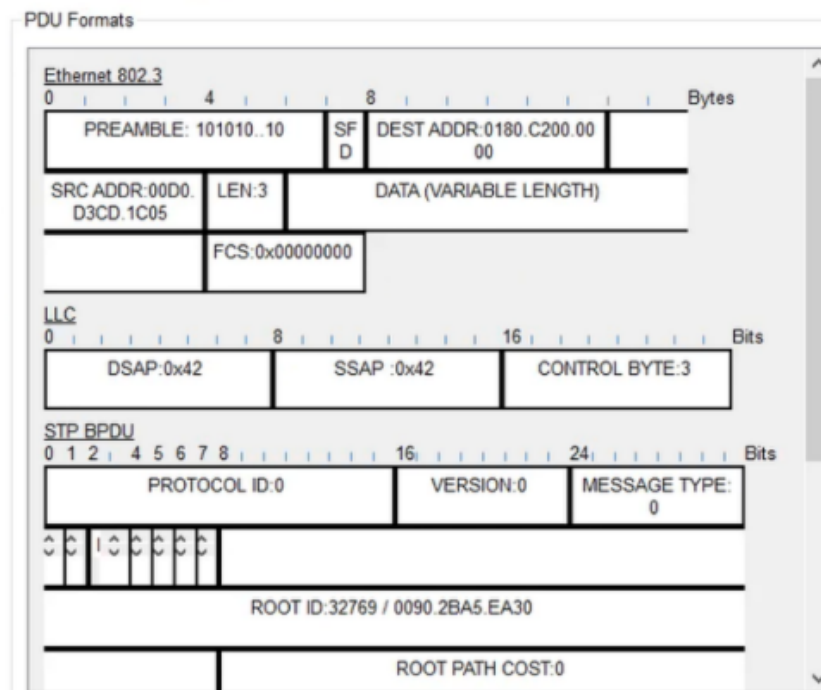 PDU Formats
Ethernet 802.3
0 4 8 Bytes
PREAMBLE: 101010..10 SF DEST ADDR:0180.C200.00
D 00
SRC ADDR:00D0. LEN:3 DATA (VARIABLE LENGTH)
D3CD.1C05
FCS:0x00000000
LLC
0 8 16 Bits
DSAP:0x42 SSAP :0x42 CONTROL BYTE:3
STP BPDU
0 1 2 4 5 6 7 8 16 24 Bits
PROTOCOL ID:0 VERSION:0 MESSAGE TYPE:
0
ROOT ID:32769 / 0090.2BA5.EA30
ROOT PATH COST:0